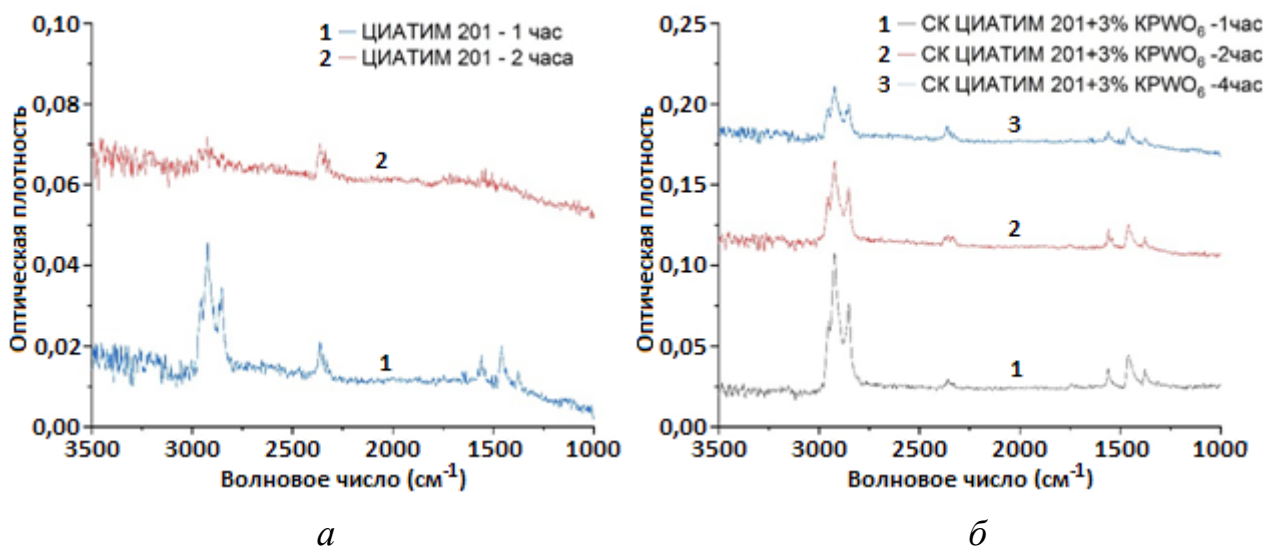 0,10
0,08
0,06
0,04
0,02
0,00
Оптическая плотность
1 – ЦИАТИМ 201 - 1 час
2 – ЦИАТИМ 201 - 2 часа
2
1
3500 3000 2500 2000 1500 1000
Волновое число (см⁻¹)
а
0,25
0,20
0,15
0,10
0,05
0,00
Оптическая плотность
1 – СК ЦИАТИМ 201+3% KPWO₆ -1час
2 – СК ЦИАТИМ 201+3% KPWO₆ -2час
3 – СК ЦИАТИМ 201+3% KPWO₆ -4час
3
2
1
3500 3000 2500 2000 1500 1000
Волновое число (см⁻¹)
б